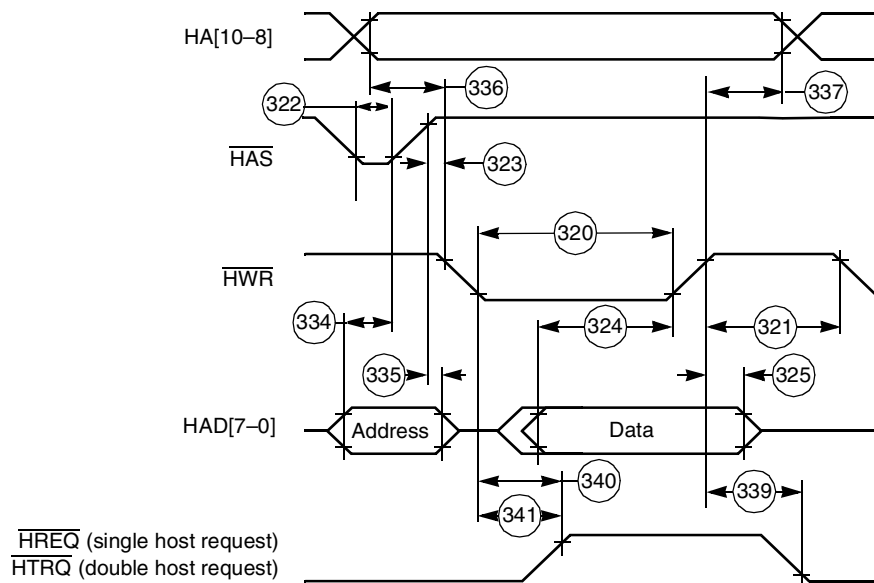 HA[10–8]
336
337
322
HAS
323
320
HWR
334
324
321
335
325
HAD[7–0]
Address
Data
340
341
339
HREQ (single host request)
HTRQ (double host request)